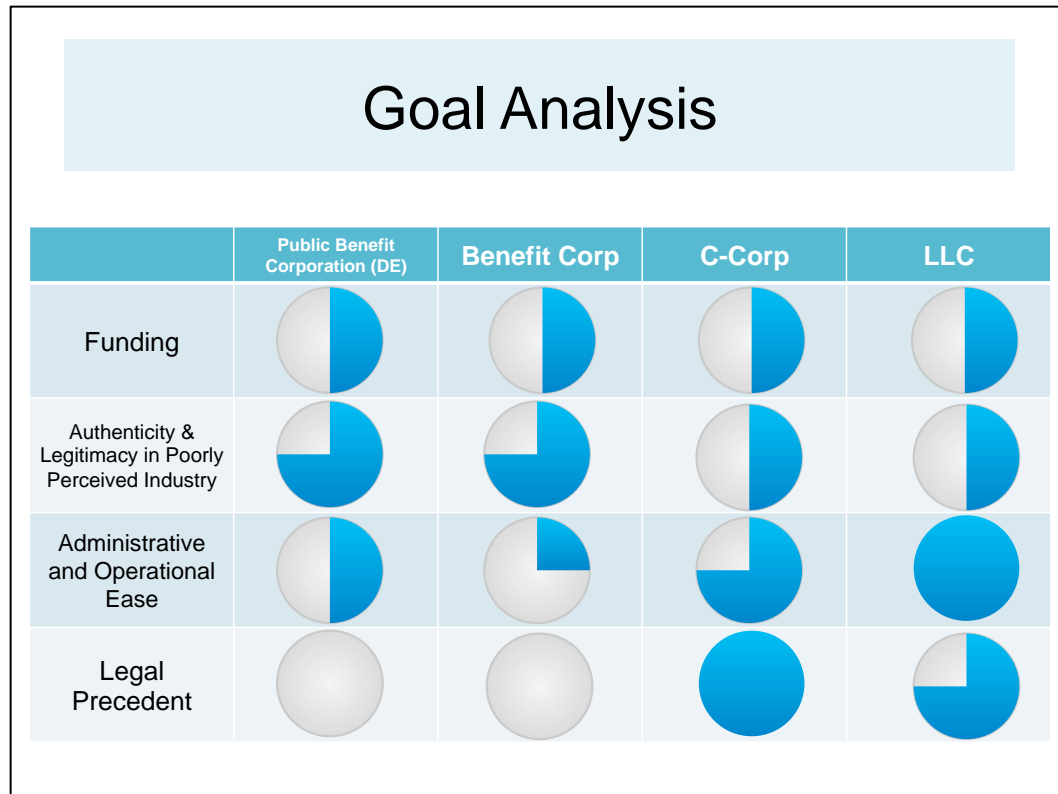 Goal Analysis
Public Benefit
Corporation (DE)
Benefit Corp
C-Corp
LLC
Funding
Authenticity &
Legitimacy in Poorly
Perceived Industry
Administrative
and Operational
Ease
Legal
Precedent